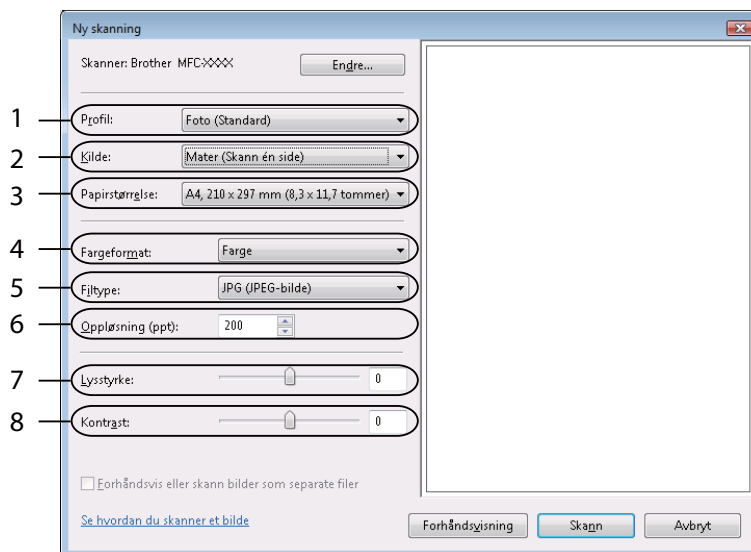 Ny skanning
Skanner: Brother MFC-XXXX
Endre...
1 Profil: Foto (Standard)
2 Kilde: Mater (Skann én side)
3 Papirstørrelse: A4, 210 x 297 mm (8,3 x 11,7 tommer)
4 Fargeformat: Farge
5 Filtype: JPG (JPEG-bilde)
6 Oppløsning (ppt): 200
7 Lysstyrke: 0
8 Kontrast: 0
Forhåndsvis eller skann bilder som separate filer
Se hvordan du skanner et bilde
Forhåndsvisning Skann Avbryt